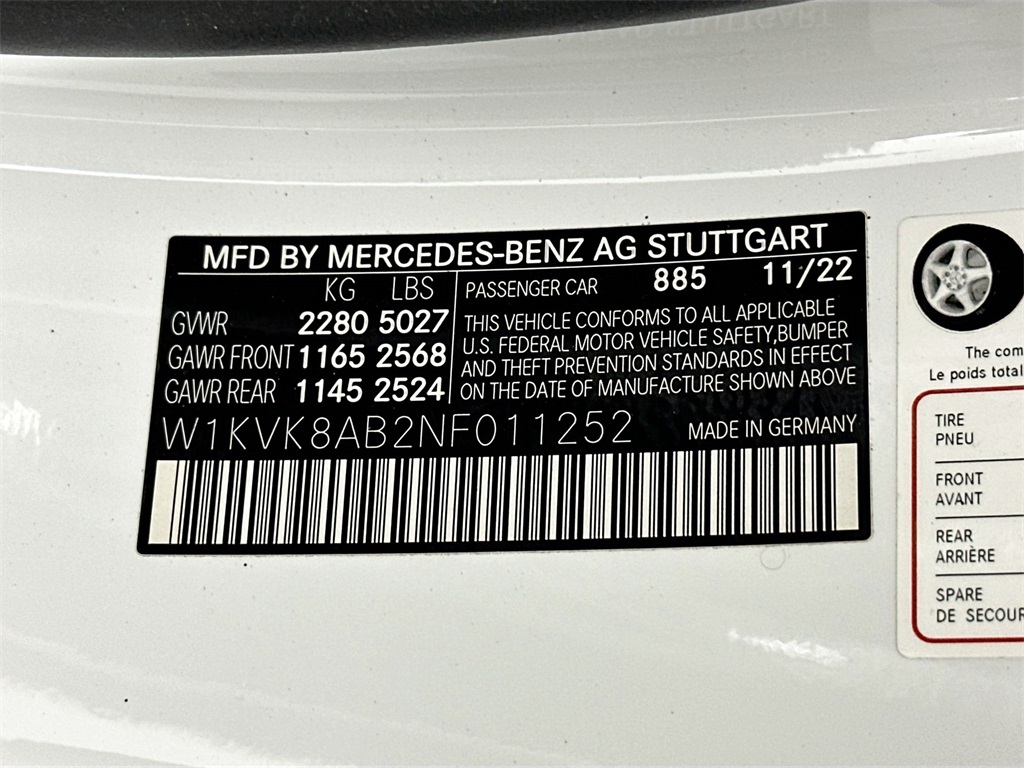 MFD BY MERCEDES-BENZ AG STUTTGART
KG LBS
GVWR 2280 5027
GAWR FRONT 1165 2568
GAWR REAR 1145 2524
PASSENGER CAR 885 11/22
THIS VEHICLE CONFORMS TO ALL APPLICABLE
U.S. FEDERAL MOTOR VEHICLE SAFETY,BUMPER
AND THEFT PREVENTION STANDARDS IN EFFECT
ON THE DATE OF MANUFACTURE SHOWN ABOVE
W1KVK8AB2NF011252 MADE IN GERMANY
The com
Le poids total
TIRE
PNEU
FRONT
AVANT
REAR
ARRIÈRE
SPARE
DE SECOUR